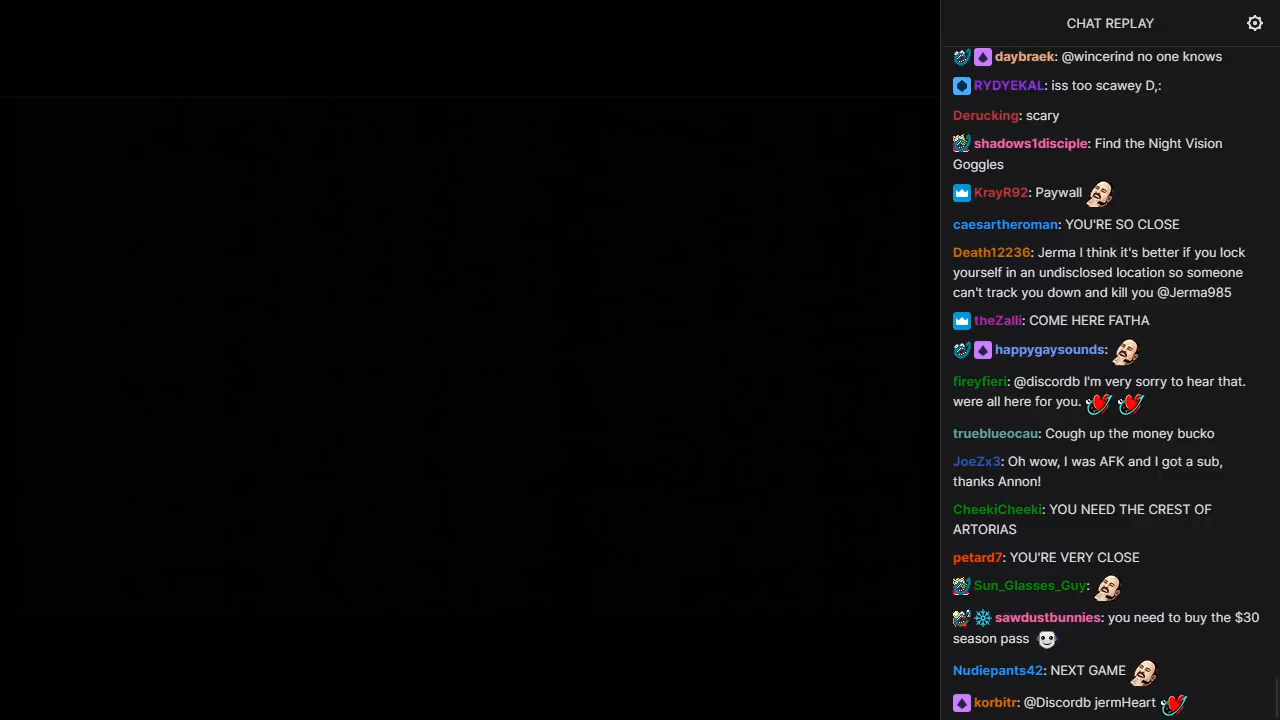 CHAT REPLAY
daybraek: @wincerind no one knows
RYDYEKAL: iss too scawey D,:
Derucking: scary
shadows1disciple: Find the Night Vision
Goggles
KrayR92: Paywall
caesartheroman: YOU'RE SO CLOSE
Death12236: Jerma I think it's better if you lock
yourself in an undisclosed location so someone
can't track you down and kill you @Jerma985
theZalli: COME HERE FATHA
happygaysounds:
fireyfieri: @discordb I'm very sorry to hear that.
were all here for you.
trueblueocau: Cough up the money bucko
JoeZx3: Oh wow, I was AFK and I got a sub,
thanks Annon!
CheekiCheeki: YOU NEED THE CREST OF
ARTORIAS
petard7: YOU'RE VERY CLOSE
Sun_Glasses_Guy:
sawdustbunnies: you need to buy the $30
season pass
Nudiepants42: NEXT GAME
korbitr: @Discordb jermHeart